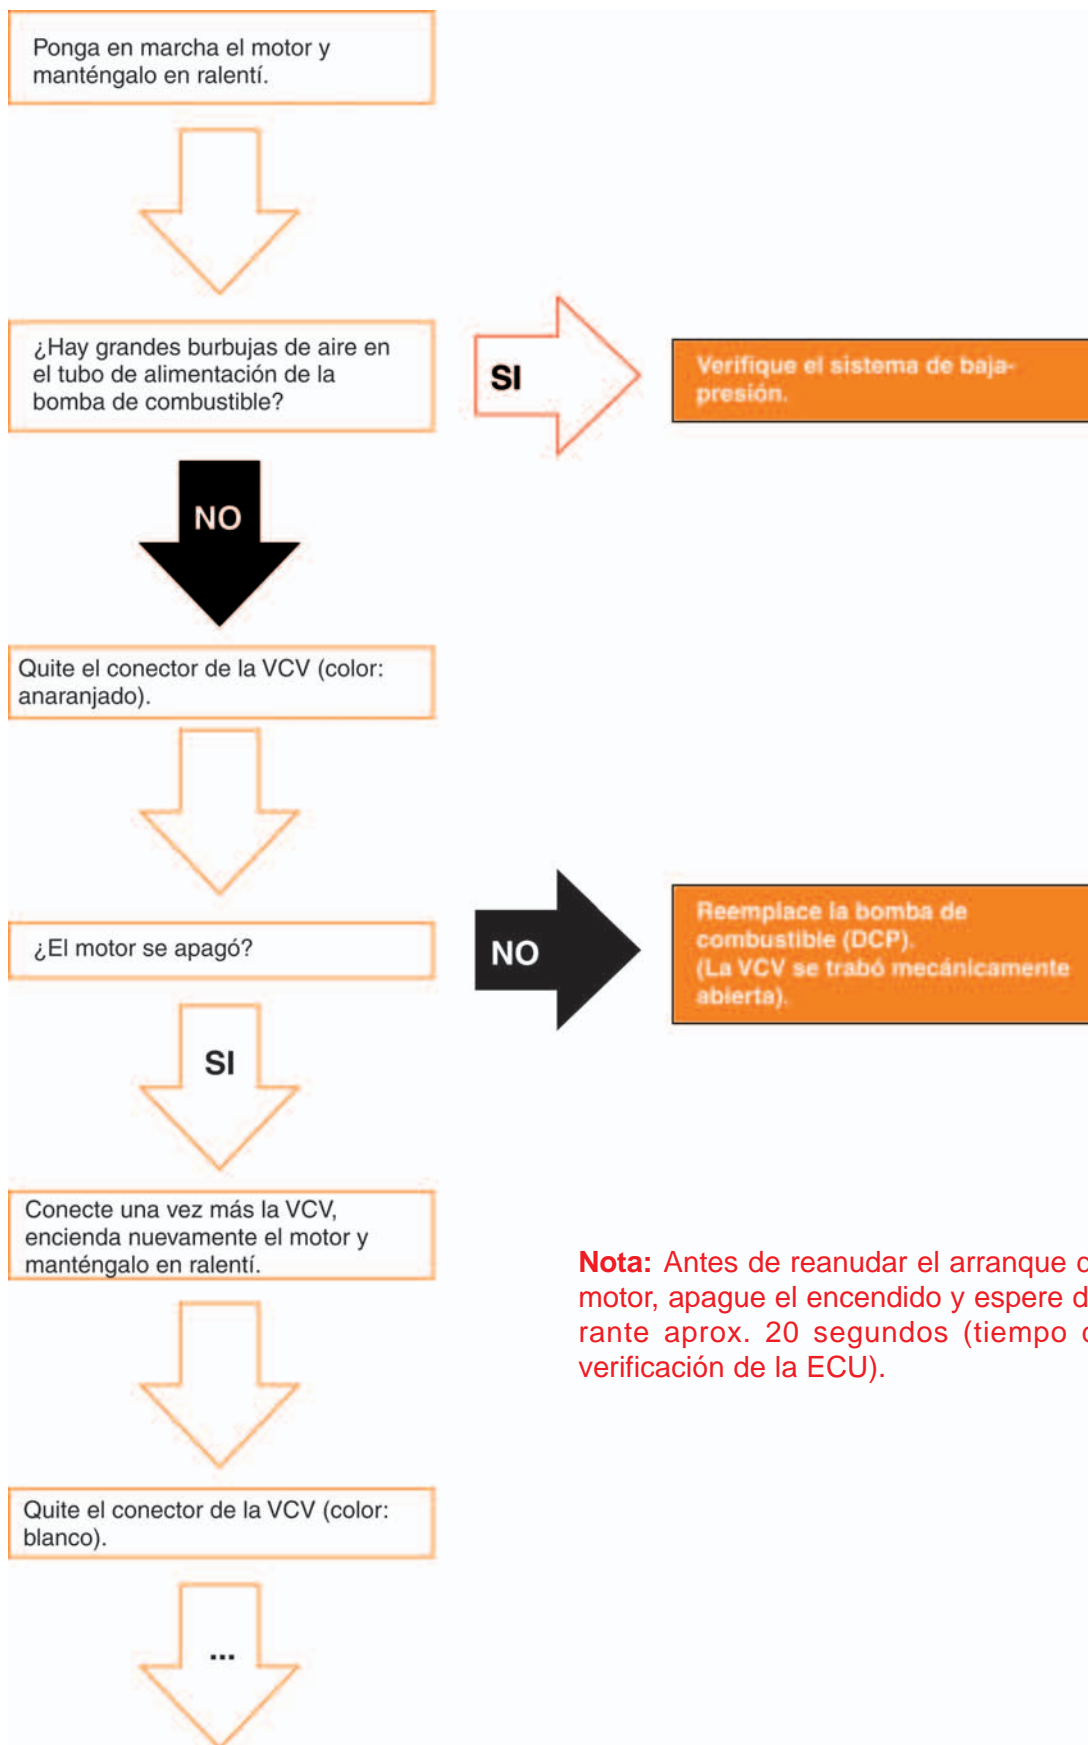 Ponga en marcha el motor y
manténgalo en ralentí.
¿Hay grandes burbujas de aire en
el tubo de alimentación de la
bomba de combustible?
SI
Verifique el sistema de baja-
presión.
NO
Quite el conector de la VCV (color:
anaranjado).
¿El motor se apagó?
NO
Reemplace la bomba de
combustible (DCP).
(La VCV se trabó mecánicamente
abierta).
SI
Conecte una vez más la VCV,
encienda nuevamente el motor y
manténgalo en ralentí.
Nota: Antes de reanudar el arranque
motor, apague el encendido y espere
rante aprox. 20 segundos (tiempo
verificación de la ECU).
Quite el conector de la VCV (color:
blanco).
...